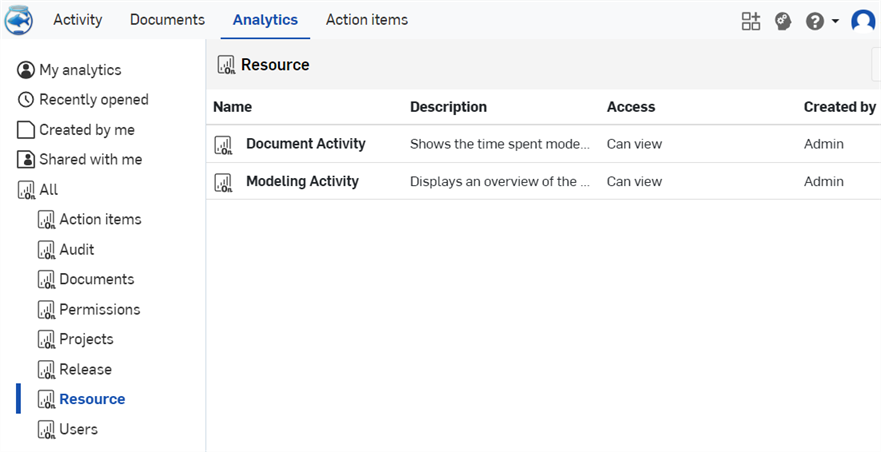 Activity Documents Analytics Action items
My analytics
Recently opened
Created by me
Shared with me
All
Action items
Audit
Documents
Permissions
Projects
Release
Resource
Users
Resource
Name Description Access Created by
Document Activity Shows the time spent mode... Can view Admin
Modeling Activity Displays an overview of the ... Can view Admin